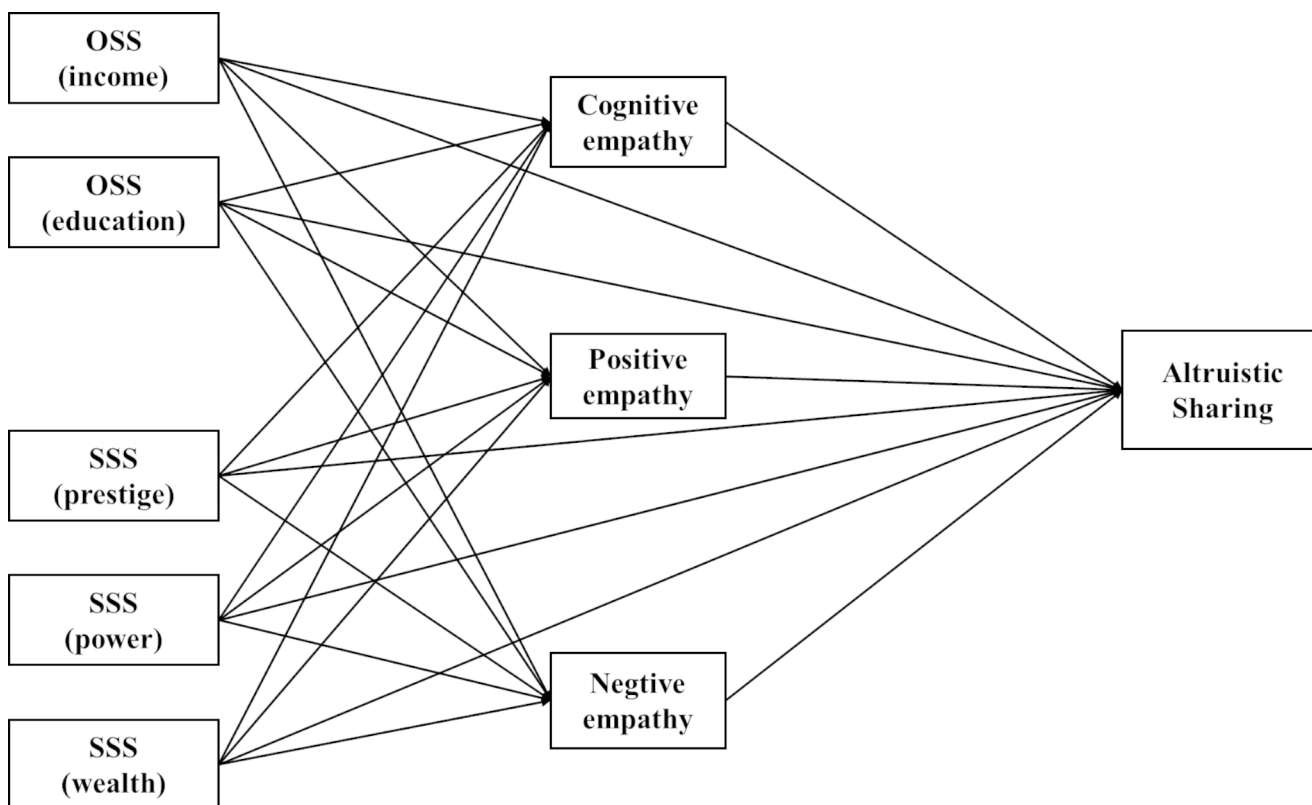 OSS
(income)
OSS
(education)
SSS
(prestige)
SSS
(power)
SSS
(wealth)
Cognitive
empathy
Positive
empathy
Negtive
empathy
Altruistic
Sharing